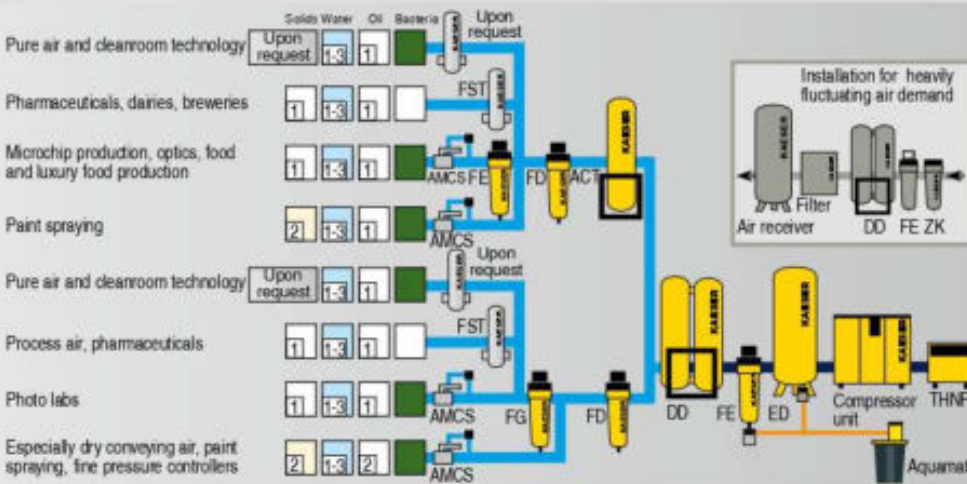 Solids Water Oil Bacteria
Pure air and cleanroom technology Upon request 1-3 1 Upon request
Pharmaceuticals, dairies, breweries 1 1-3 1 FST
Microchip production, optics, food
and luxury food production 1 1-3 1 AMCS FE FD ACT
Paint spraying 2 1-3 1 AMCS
Pure air and cleanroom technology Upon request 1-3 1 Upon request
Process air, pharmaceuticals 1 1-3 1 FST
Photo labs 1 1-3 1 AMCS FG FD
Especially dry conveying air, paint
spraying, fine pressure controllers 2 1-3 2 AMCS
KAESER
DD FE ED Compressor unit THNF
Aquamat
Installation for heavily
fluctuating air demand
KAESER
Filter
Air receiver DD FE ZK